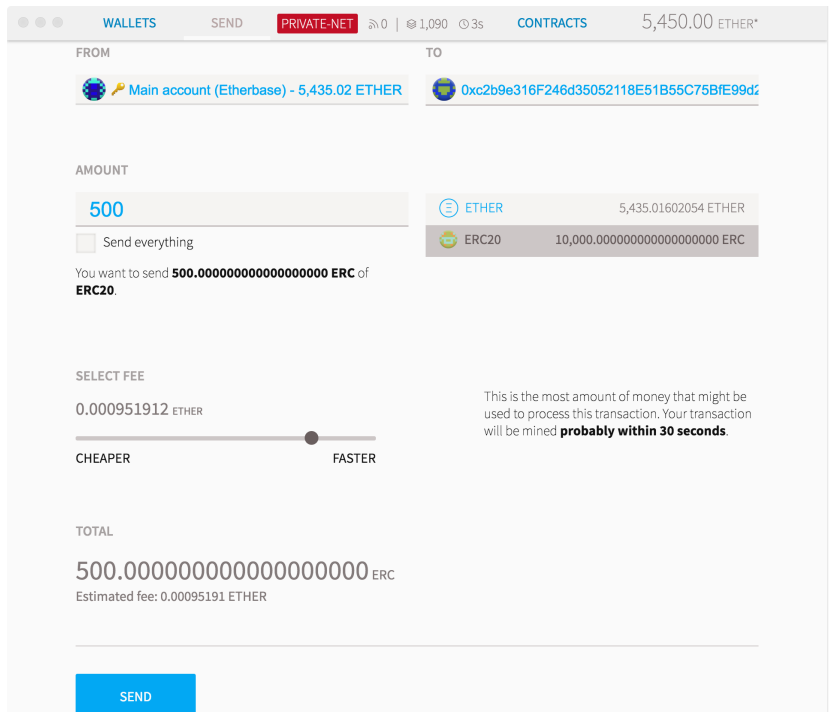 WALLETS SEND PRIVATE-NET 0 | 1,090 3s CONTRACTS 5,450.00 ETHER*
FROM TO
Main account (Etherbase) - 5,435.02 ETHER 0xc2b9e316F246d35052118E51B55C75BfE99d2
AMOUNT
500 ETHER 5,435.01602054 ETHER
Send everything ERC20 10,000.000000000000000000 ERC
You want to send 500.000000000000000000 ERC of
ERC20.
SELECT FEE
0.000951912 ETHER
CHEAPER FASTER
This is the most amount of money that might be
used to process this transaction. Your transaction
will be mined probably within 30 seconds.
TOTAL
500.000000000000000000 ERC
Estimated fee: 0.00095191 ETHER
SEND